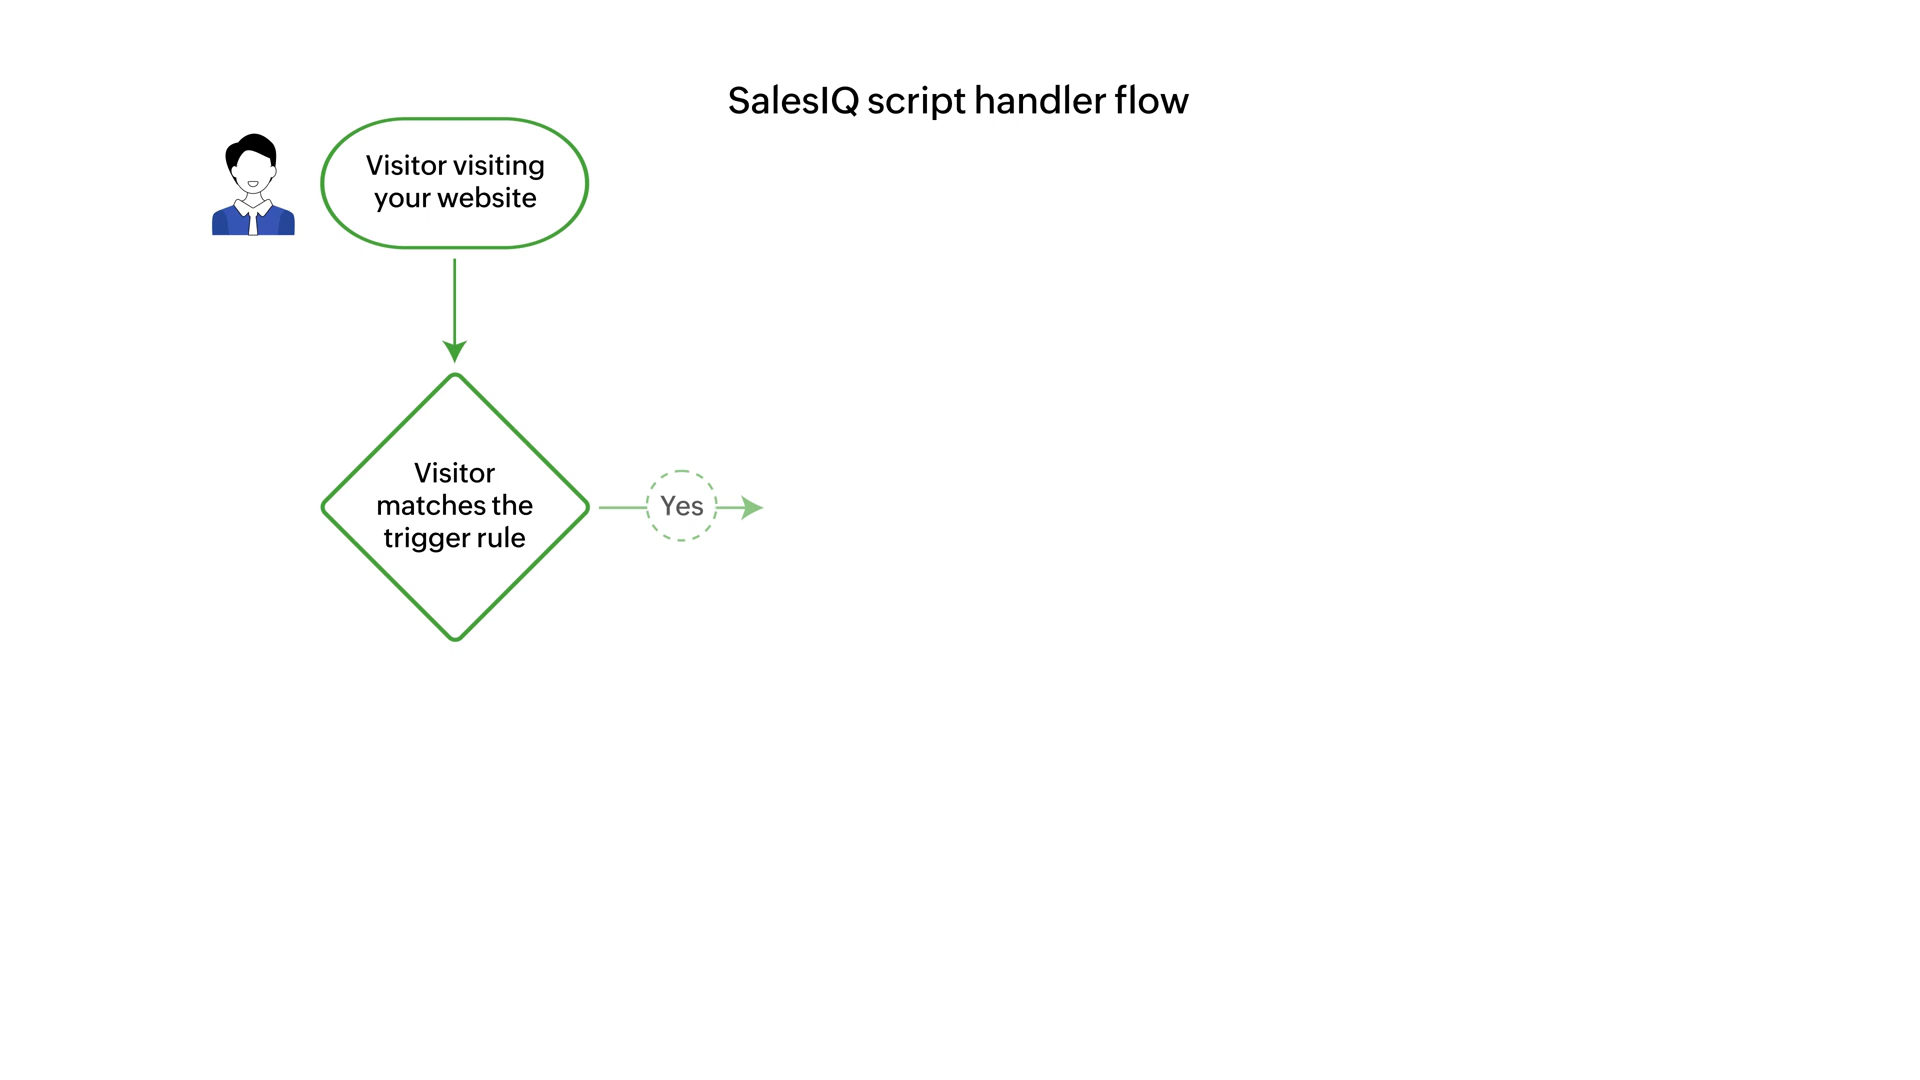 SalesIQ script handler flow
Visitor visiting
your website
Visitor
matches the
trigger rule
Yes